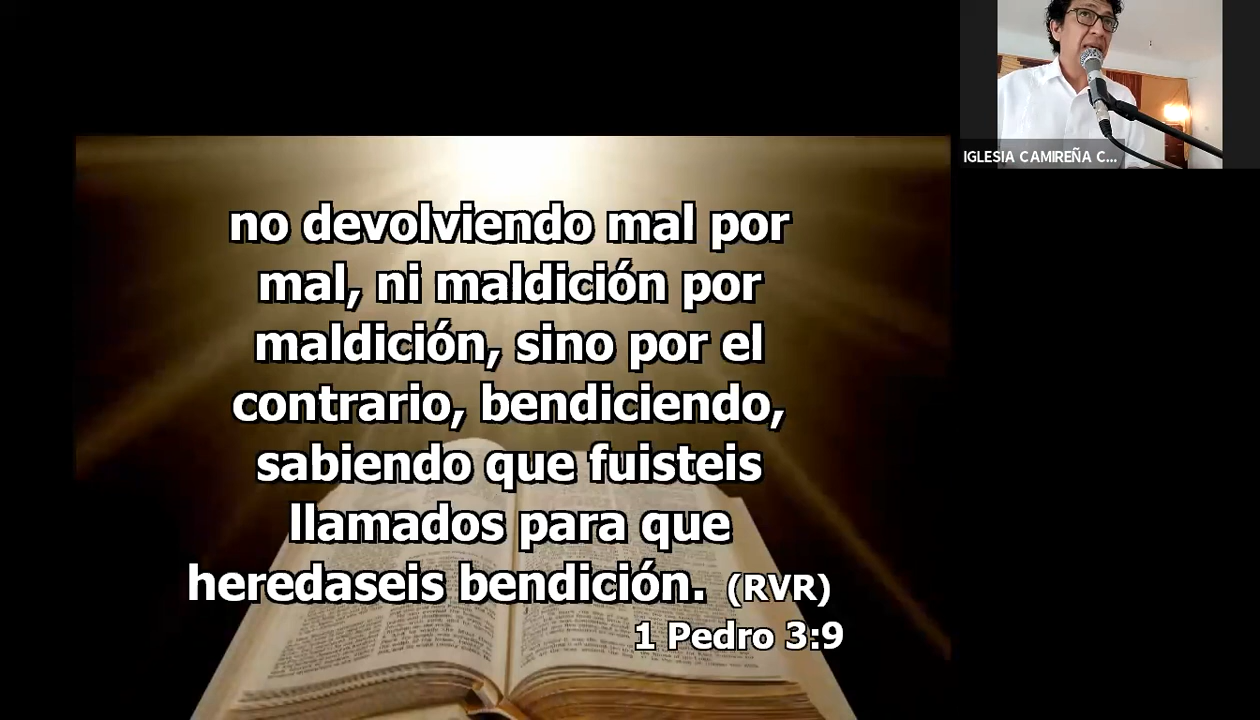 no devolviendo mal por
mal, ni maldición por
maldición, sino por el
contrario, bendiciendo,
sabiendo que fuisteis
llamados para que
heredaseis bendición. (RVR)
1 Pedro 3:9
IGLESIA CAMIREÑA C...